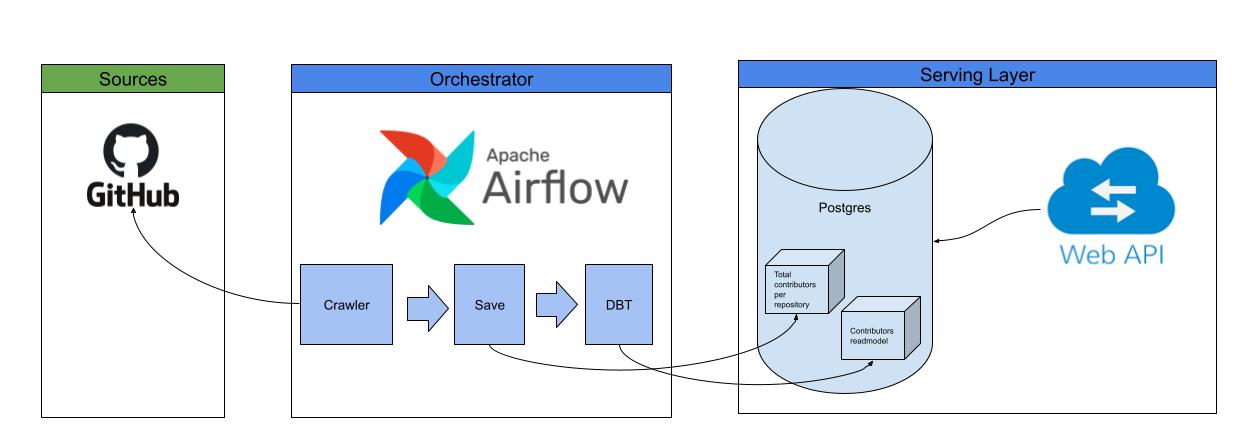 Sources
GitHub
Orchestrator
Apache
Airflow
Crawler
Save
DBT
Serving Layer
Postgres
Total
contributors
per
repository
Contributors
readmodel
Web API